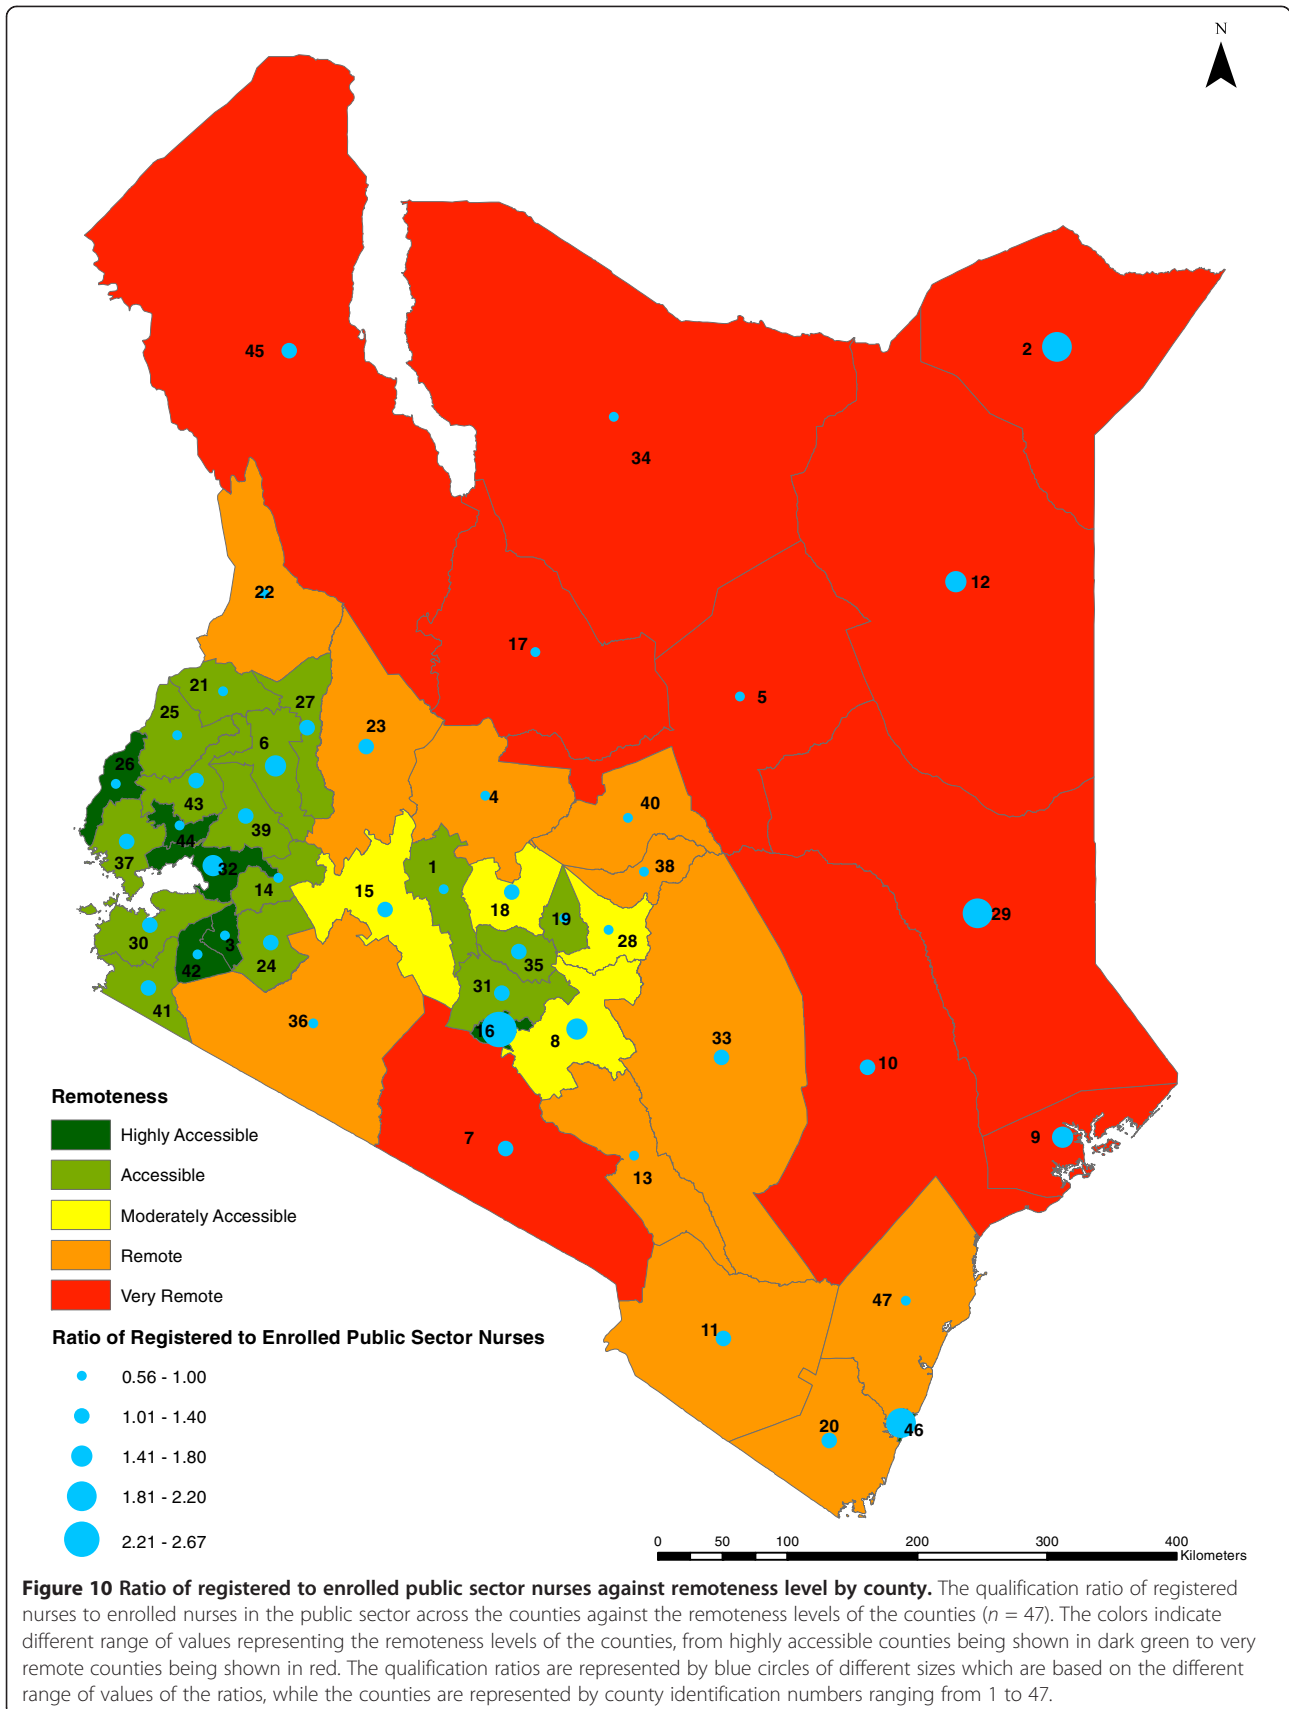 N
45
2
34
12
22
17
5
21
27
25
23
6
26
4
40
43
39
44
38
37
32
1
14
15
18
19
3
28
30
35
42
24
31
41
36
16
8
33
10
29
9
7
13
47
11
20
46
Remoteness
Highly Accessible
Accessible
Moderately Accessible
Remote
Very Remote
Ratio of Registered to Enrolled Public Sector Nurses
0.56 - 1.00
1.01 - 1.40
1.41 - 1.80
1.81 - 2.20
2.21 - 2.67
0 50 100 200 300 400
Kilometers
Figure 10 Ratio of registered to enrolled public sector nurses against remoteness level by county. The qualification ratio of registered
nurses to enrolled nurses in the public sector across the counties against the remoteness levels of the counties (n = 47). The colors indicate
different range of values representing the remoteness levels of the counties, from highly accessible counties being shown in dark green to very
remote counties being shown in red. The qualification ratios are represented by blue circles of different sizes which are based on the different
range of values of the ratios, while the counties are represented by county identification numbers ranging from 1 to 47.